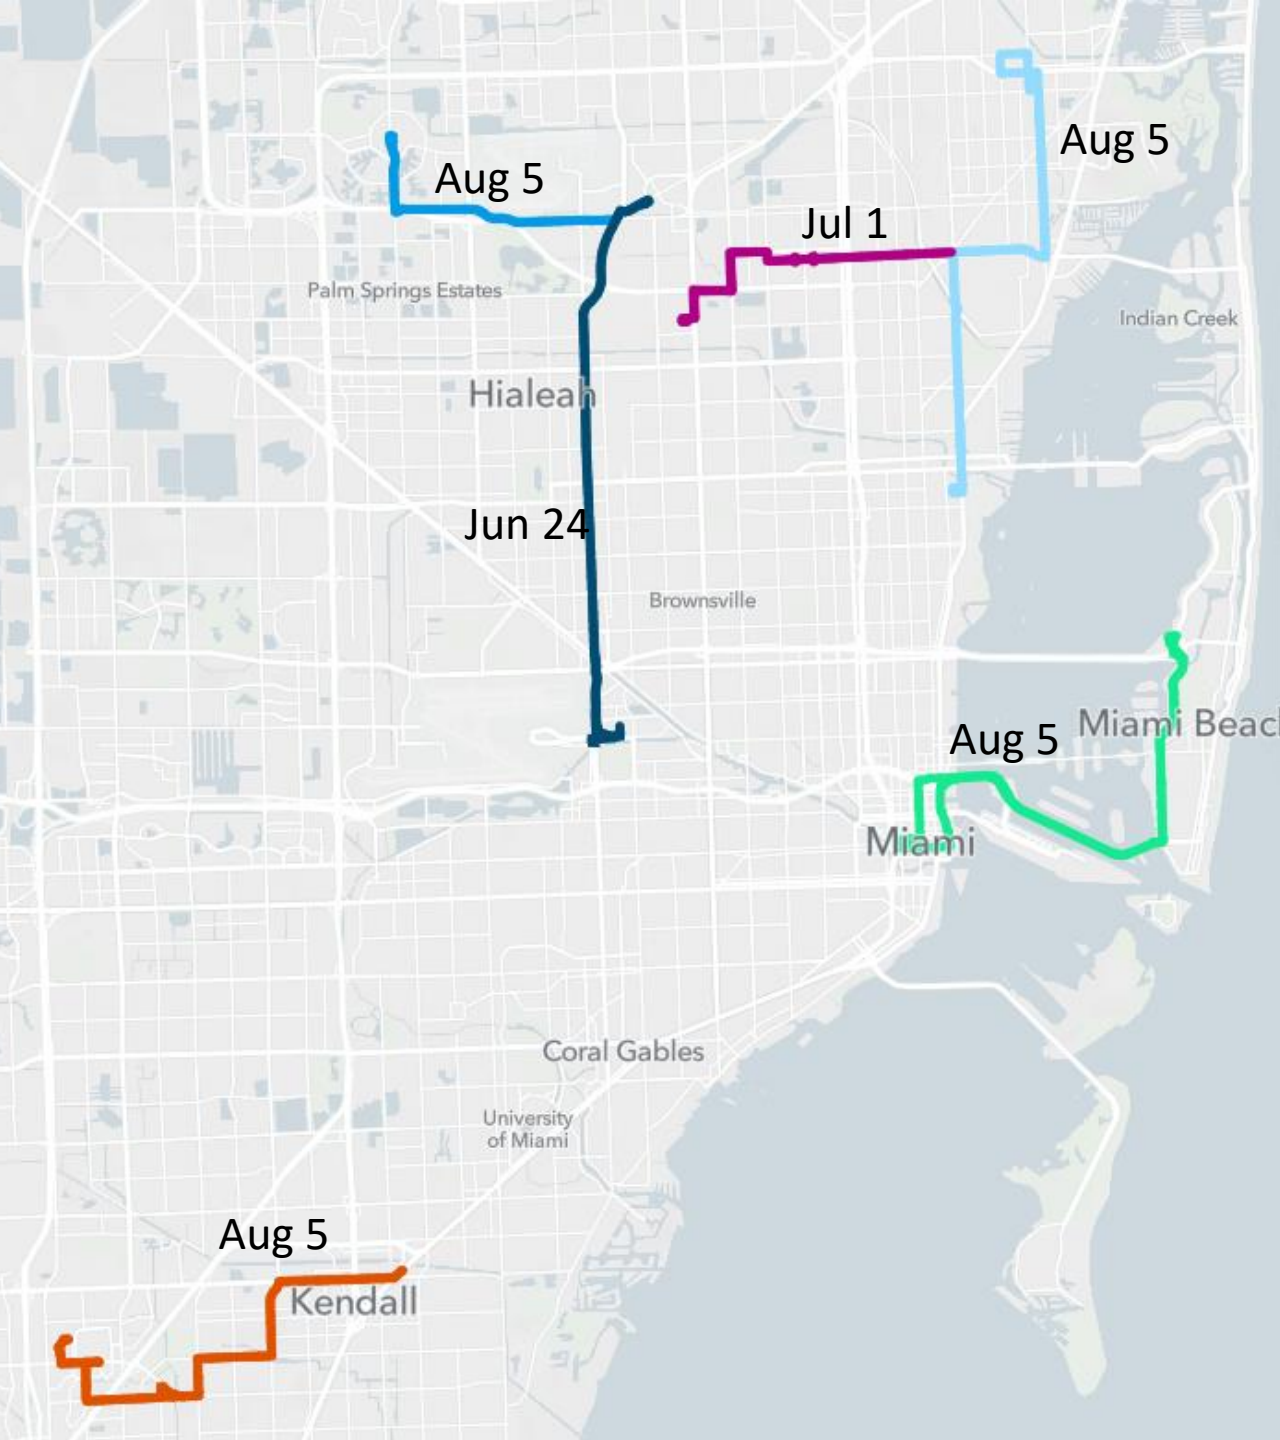 Aug 5
Aug 5
Jul 1
Palm Springs Estates
Indian Creek
Hialeah
Jun 24
Brownsville
Miami Beach
Aug 5
Miami
Coral Gables
University
of Miami
Aug 5
Kendall